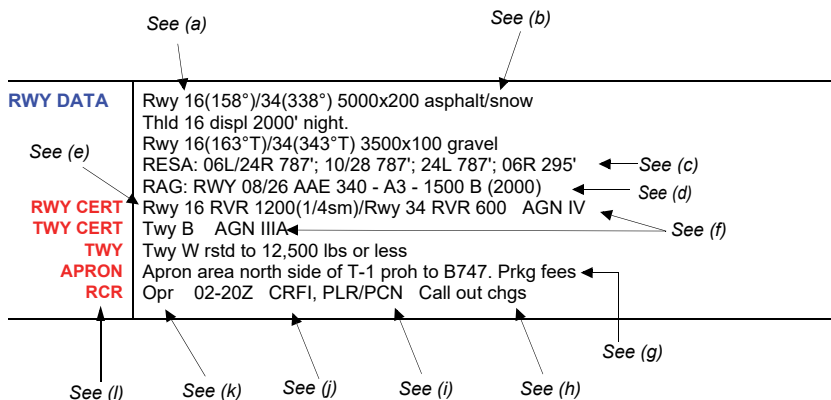 See (a) See (b)
RWY DATA Rwy 16(158°)/34(338°) 5000x200 asphalt/snow
Thld 16 displ 2000' night.
Rwy 16(163°T)/34(343°T) 3500x100 gravel
See (e) RESA: 06L/24R 787'; 10/28 787'; 24L 787'; 06R 295' See (c)
RAG: RWY 08/26 AAE 340 - A3 - 1500 B (2000) See (d)
RWY CERT Rwy 16 RVR 1200(1/4sm)/Rwy 34 RVR 600 AGN IV
TWY CERT Twy B AGN IIIA See (f)
TWY Twy W rstd to 12,500 lbs or less
APRON Apron area north side of T-1 proh to B747. Prkg fees
RCR Opr 02-20Z CRFI, PLR/PCN Call out chgs
See (g)
See (l) See (k) See (j) See (i) See (h)